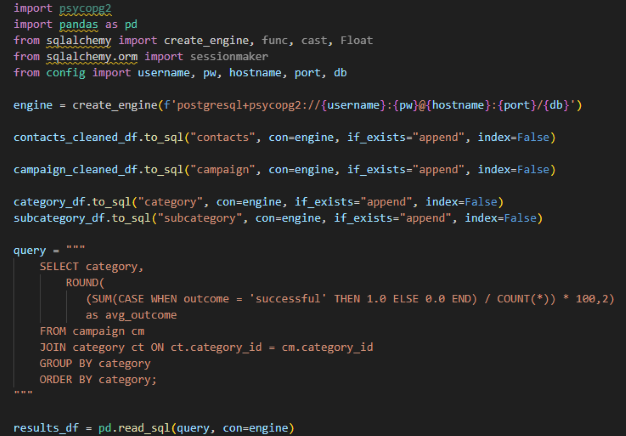 import psycopg2
import pandas as pd
from sqlalchemy import create_engine, func, cast, Float
from sqlalchemy.orm import sessionmaker
from config import username, pw, hostname, port, db
engine = create_engine(f'postgresql+psycopg2://{username}:{pw}@{hostname}:{port}/{db}')
contacts_cleaned_df.to_sql("contacts", con=engine, if_exists="append", index=False)
campaign_cleaned_df.to_sql("campaign", con=engine, if_exists="append", index=False)
category_df.to_sql("category", con=engine, if_exists="append", index=False)
subcategory_df.to_sql("subcategory", con=engine, if_exists="append", index=False)
query = """
SELECT category,
ROUND(
(SUM(CASE WHEN outcome = 'successful' THEN 1.0 ELSE 0.0 END) / COUNT(*)) * 100,2)
as avg_outcome
FROM campaign cm
JOIN category ct ON ct.category_id = cm.category_id
GROUP BY category
ORDER BY category;
"""
results_df = pd.read_sql(query, con=engine)